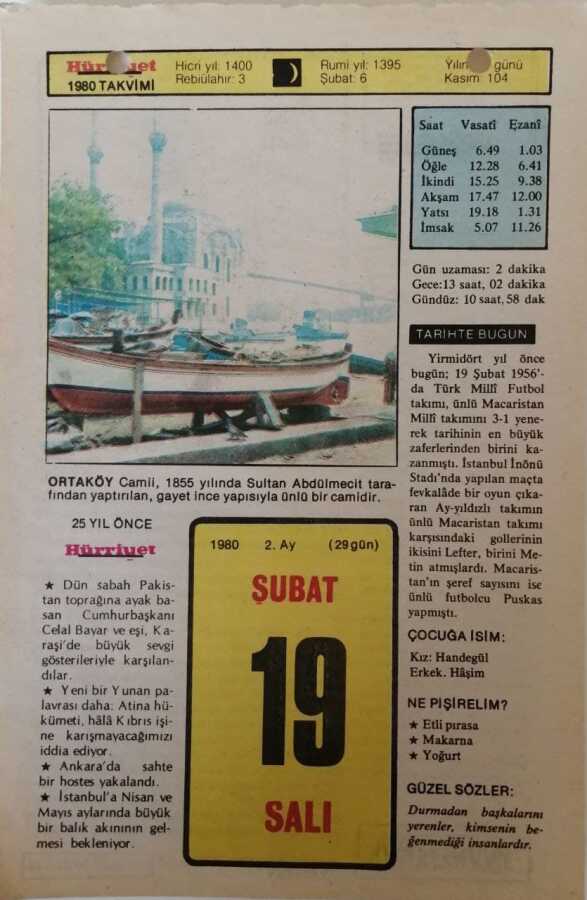 Hürriyet
1980 TAKVİMİ
Hicri yıl: 1400
Rebiülahır: 3
Rumi yıl: 1395
Şubat: 6
Yılın günü
Kasım 104
Saat Vasatî Ezanî
Güneş 6.49 1.03
Öğle 12.28 6.41
İkindi 15.25 9.38
Akşam 17.47 12.00
Yatsı 19.18 1.31
İmsak 5.07 11.26
Gün uzaması: 2 dakika
Gece:13 saat, 02 dakika
Gündüz: 10 saat, 58 dak
ORTAKÖY Camii, 1855 yılında Sultan Abdülmecit tara-
fından yaptırılan, gayet ince yapısıyla ünlü bir camidir.
25 YIL ÖNCE
Hürriyet
★ Dün sabah Pakis-
tan toprağına ayak ba-
san Cumhurbaşkanı
Celal Bayar ve eşi, Ka-
raşi'de büyük sevgi
gösterileriyle karşılan-
dılar.
★ Yeni bir Yunan pa-
lavrası daha: Atina hü-
kümeti, hâlâ Kıbrıs işi-
ne karışmayacağımızı
iddia ediyor.
★ Ankara'da sahte
bir hostes yakalandı.
★ İstanbul'a Nisan ve
Mayıs aylarında büyük
bir balık akınının gel-
mesi bekleniyor.
1980 2. Ay (29 gün)
ŞUBAT
19
SALI
TARİHTE BUGÜN
Yirmidört yıl önce
bugün; 19 Şubat 1956'-
da Türk Millî Futbol
takımı, ünlü Macaristan
Millî takımını 3-1 yene-
rek tarihinin en büyük
zaferlerinden birini ka-
zanmıştı. İstanbul İnönü
Stadı'nda yapılan maçta
fevkalâde bir oyun çıka-
ran Ay-yıldızlı takımın
ünlü Macaristan takımı
karşısındaki gollerinin
ikisini Lefter, birini Me-
tin atmışlardı. Macaris-
tan'ın şeref sayısını ise
ünlü futbolcu Puskas
yapmıştı.
ÇOCUĞA İSİM:
Kız: Handegül
Erkek. Hâşim
NE PİŞİRELİM?
★ Etli pırasa
★ Makarna
★ Yoğurt
GÜZEL SÖZLER:
Durmadan başkalarını
yerenler, kimsenin be-
ğenmediği insanlardır.